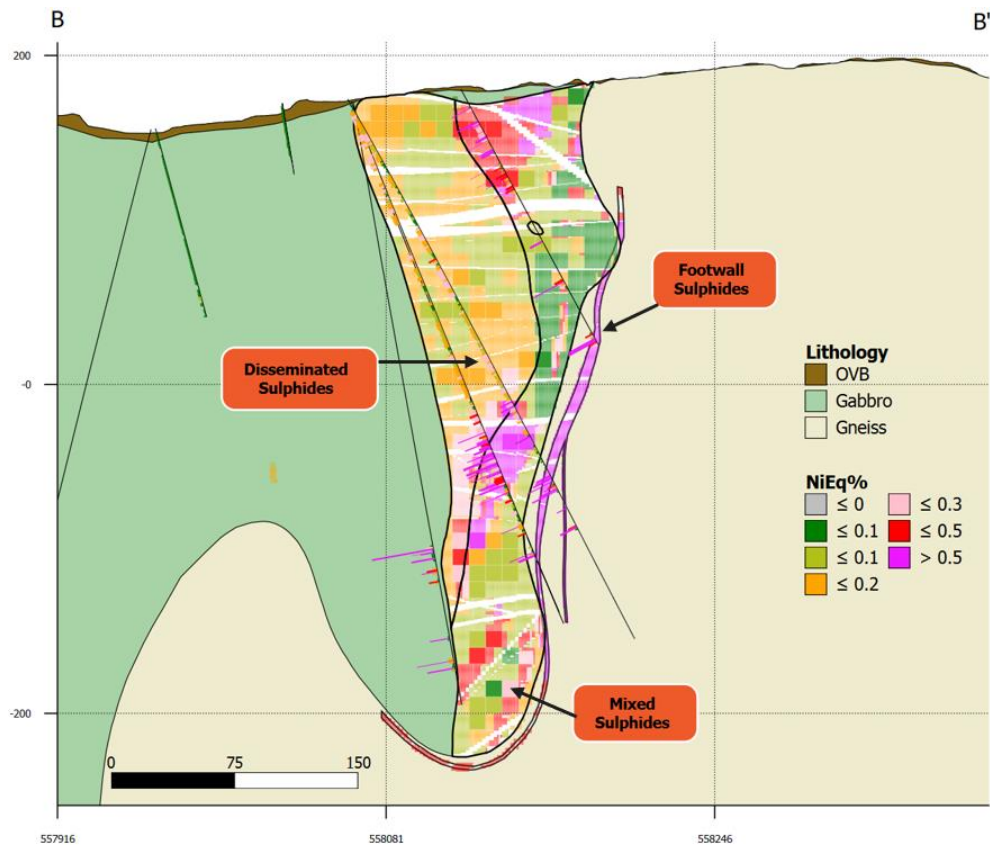 B
B'
200
Footwall
Sulphides
Disseminated
Sulphides
-0
Lithology
OVB
Gabbro
Gneiss
NiEq%
≤ 0
≤ 0.3
≤ 0.1
≤ 0.5
≤ 0.1
> 0.5
≤ 0.2
Mixed
Sulphides
-200
0
75
150
557916
558081
558246